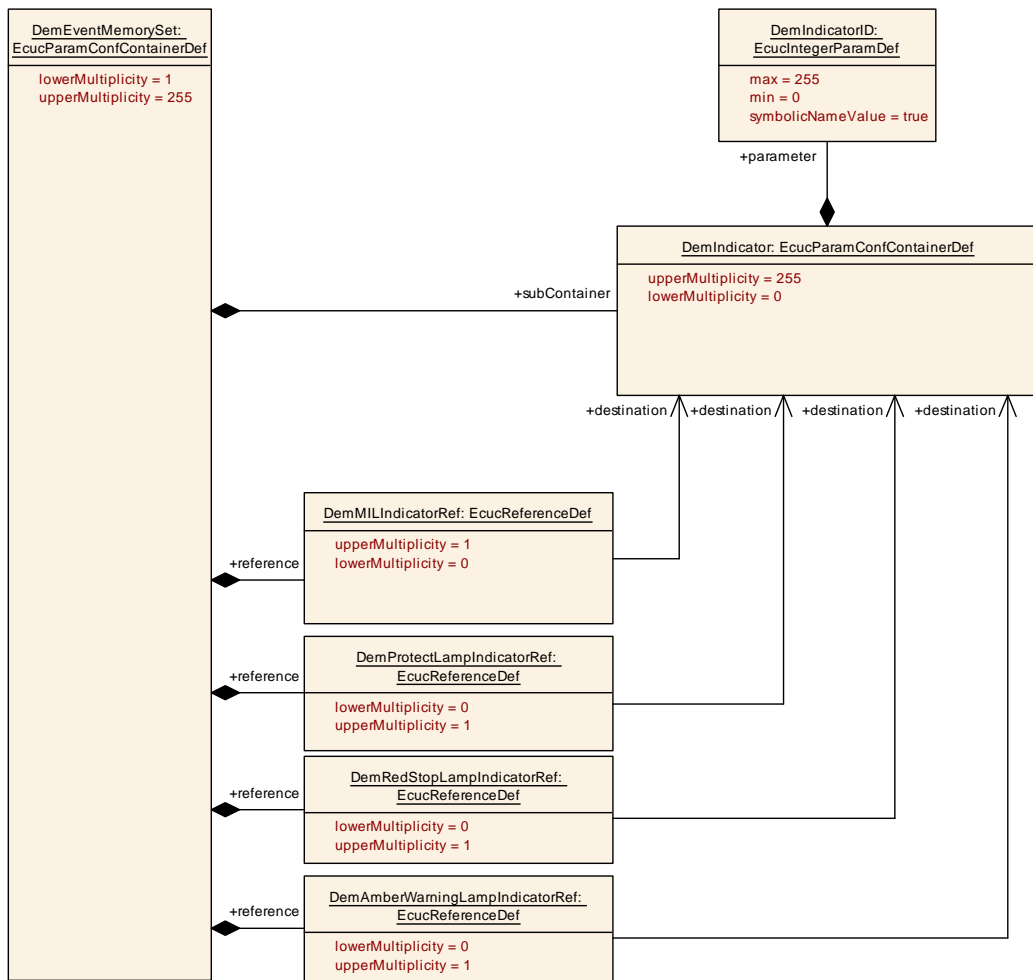 DemEventMemorySet:
EcucParamConfContainerDef
lowerMultiplicity = 1
upperMultiplicity = 255
DemIndicatorID:
EcucIntegerParamDef
max = 255
min = 0
symbolicNameValue = true
+parameter
DemIndicator: EcucParamConfContainerDef
upperMultiplicity = 255
lowerMultiplicity = 0
+subContainer
+destination +destination +destination +destination
DemMILIndicatorRef: EcucReferenceDef
upperMultiplicity = 1
lowerMultiplicity = 0
+reference
DemProtectLampIndicatorRef:
EcucReferenceDef
lowerMultiplicity = 0
upperMultiplicity = 1
+reference
DemRedStopLampIndicatorRef:
EcucReferenceDef
lowerMultiplicity = 0
upperMultiplicity = 1
+reference
DemAmberWarningLampIndicatorRef:
EcucReferenceDef
lowerMultiplicity = 0
upperMultiplicity = 1
+reference